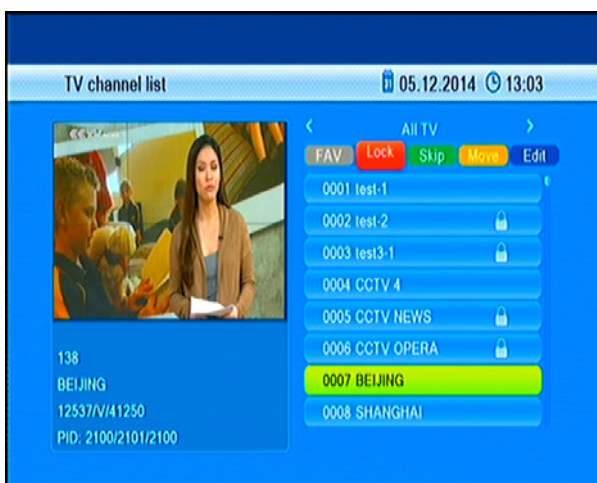 TV channel list
05.12.2014 13:03
CCTV
All TV
FAV Lock Skip Move Edit
0001 test-1
0002 test-2
0003 test3-1
0004 CCTV 4
0005 CCTV NEWS
0006 CCTV OPERA
0007 BEIJING
0008 SHANGHAI
138
BEIJING
12537/V/41250
PID: 2100/2101/2100